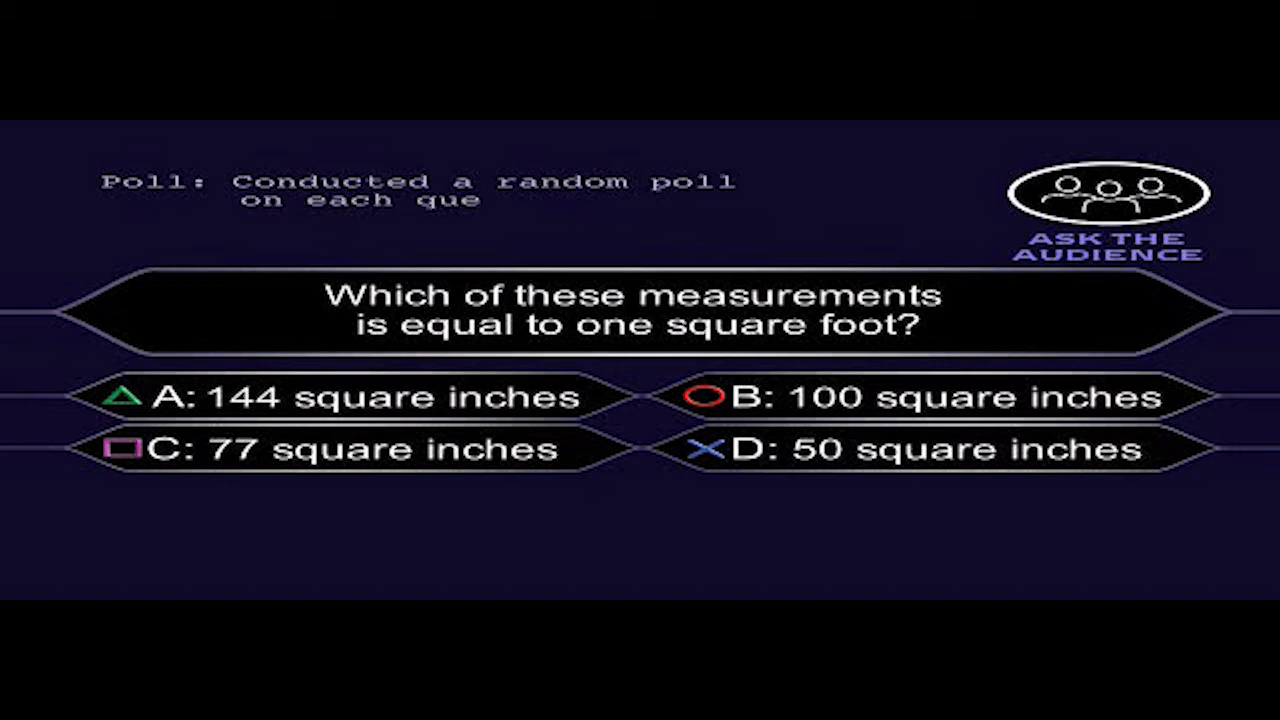 Poll: Conducted a random poll
on each que
ASK THE
AUDIENCE
Which of these measurements
is equal to one square foot?
A: 144 square inches
B: 100 square inches
C: 77 square inches
D: 50 square inches